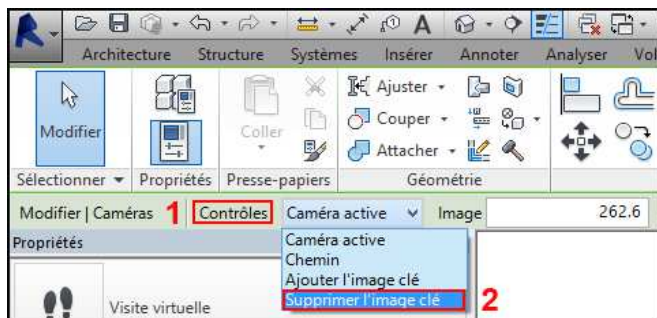 A
Architecture Structure Systèmes Insérer Annoter Analyser Vol
Modifier
Coller
Ajuster
Couper
Attacher
Sélectionner Propriétés Presse-papiers Géométrie
Modifier | Caméras 1 Contrôles Caméra active Image 262.6
Propriétés
Caméra active
Chemin
Ajouter l'image clé
Supprimer l'image clé 2
Visite virtuelle